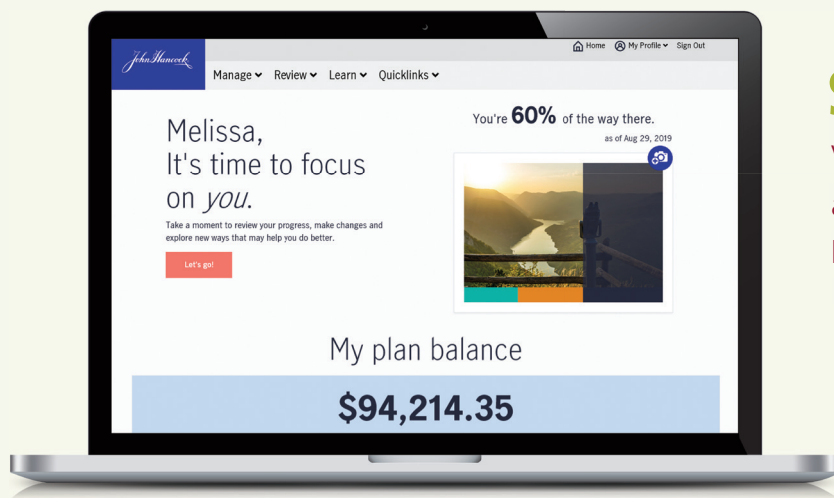 Home My Profile Sign Out
John Hancock
Manage Review Learn Quicklinks
Melissa,
It's time to focus
on you.
Take a moment to review your progress, make changes and
explore new ways that may help you do better.
Let's go!
You're 60% of the way there.
as of Aug 29, 2019
My plan balance
$94,214.35